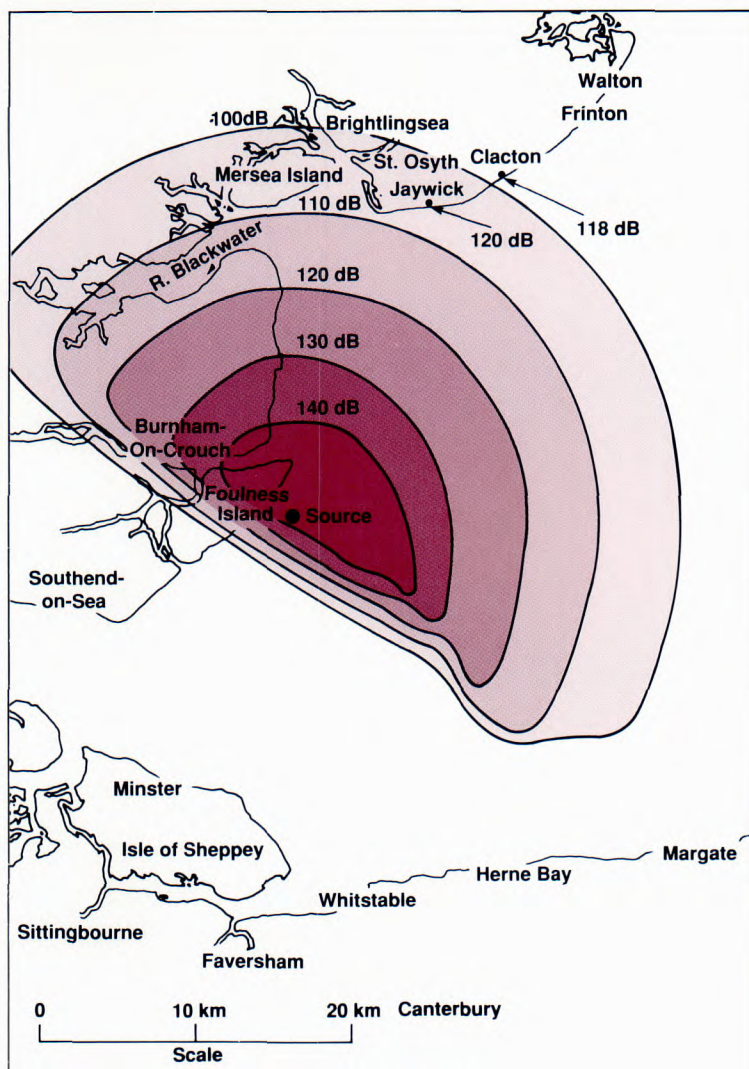 Walton
Frinton
100dB
Brightlingsea
St. Osyth
Clacton
Mersea Island
Jaywick
110 dB
120 dB
118 dB
R. Blackwater
120 dB
130 dB
140 dB
Burnham-
On-Crouch
Foulness
Island
Source
Southend-
on-Sea
Minster
Isle of Sheppey
Margate
Herne Bay
Whitstable
Sittingbourne
Faversham
0 10 km 20 km Canterbury
Scale